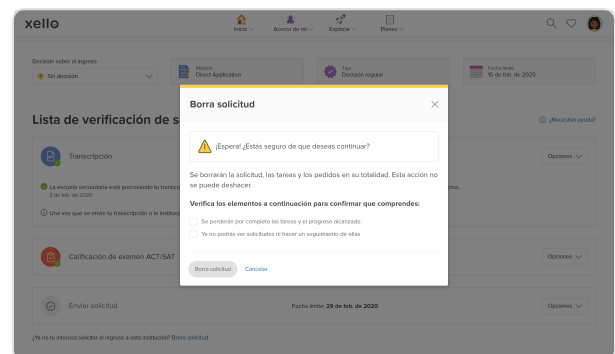 xello
Inicio
Acerca de mí
Explorar
Planes
Decisión sobre el ingreso
Sin decisión
Método
Direct Application
Tipo
Decisión regular
Fecha límite
15 de feb. de 2025
Lista de verificación de s
¿Necesitas ayuda?
Borra solicitud
¡Espera! ¿Estás seguro de que deseas continuar?
Se borrarán la solicitud, las tareas y los pedidos en su totalidad. Esta acción no
se puede deshacer.
Verifica los elementos a continuación para confirmar que comprendes:
Se perderán por completo las tareas y el progreso alcanzado
Ya no podrás ver solicitudes ni hacer un seguimiento de ellas
Borra solicitud
Cancelar
Transcripción
Opciones
La escuela secundaria está procesando tu transcri
cina.
3 de feb. de 2020
Una vez que se envíe tu transcripción a la instituc
Calificación de examen ACT/SAT
Opciones
Enviar solicitud
Fecha límite: 29 de feb. de 2020
Opciones
¿Ya no te interesa solicitar el ingreso a esta institución? Borra solicitud